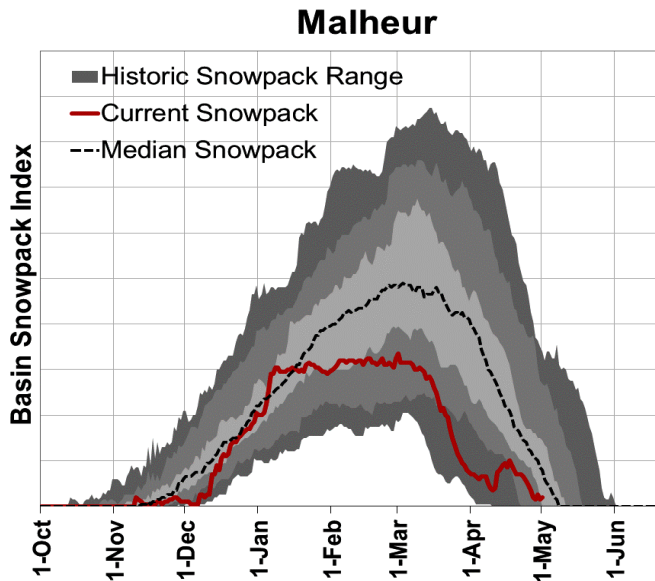 Malheur
Historic Snowpack Range
Current Snowpack
Median Snowpack
Basin Snowpack Index
1-Oct
1-Nov
1-Dec
1-Jan
1-Feb
1-Mar
1-Apr
1-May
1-Jun